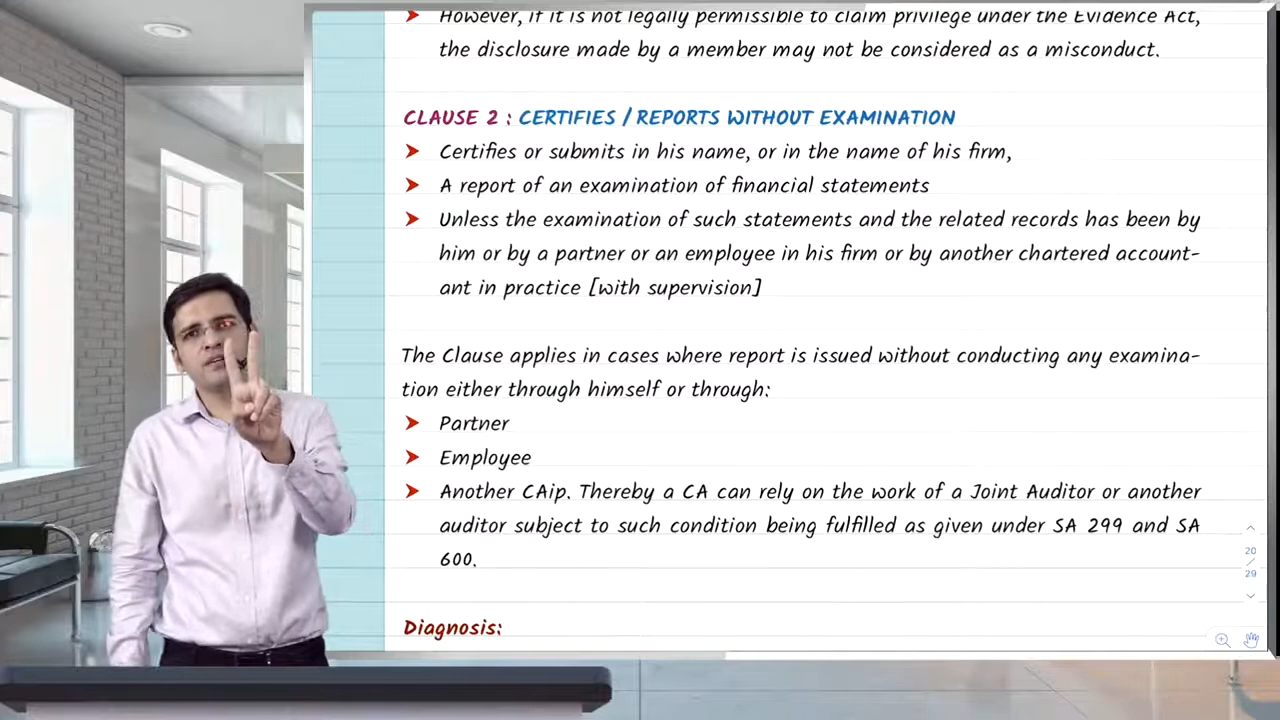 However, if it is not legally permissible to claim privilege under the Evidence Act,
the disclosure made by a member may not be considered as a misconduct.
CLAUSE 2 : CERTIFIES / REPORTS WITHOUT EXAMINATION
Certifies or submits in his name, or in the name of his firm,
A report of an examination of financial statements
Unless the examination of such statements and the related records has been by
him or by a partner or an employee in his firm or by another chartered account-
ant in practice [with supervision]
The Clause applies in cases where report is issued without conducting any examina-
tion either through himself or through:
Partner
Employee
Another CAip. Thereby a CA can rely on the work of a Joint Auditor or another
auditor subject to such condition being fulfilled as given under SA 299 and SA
600.
Diagnosis:
20
/
29